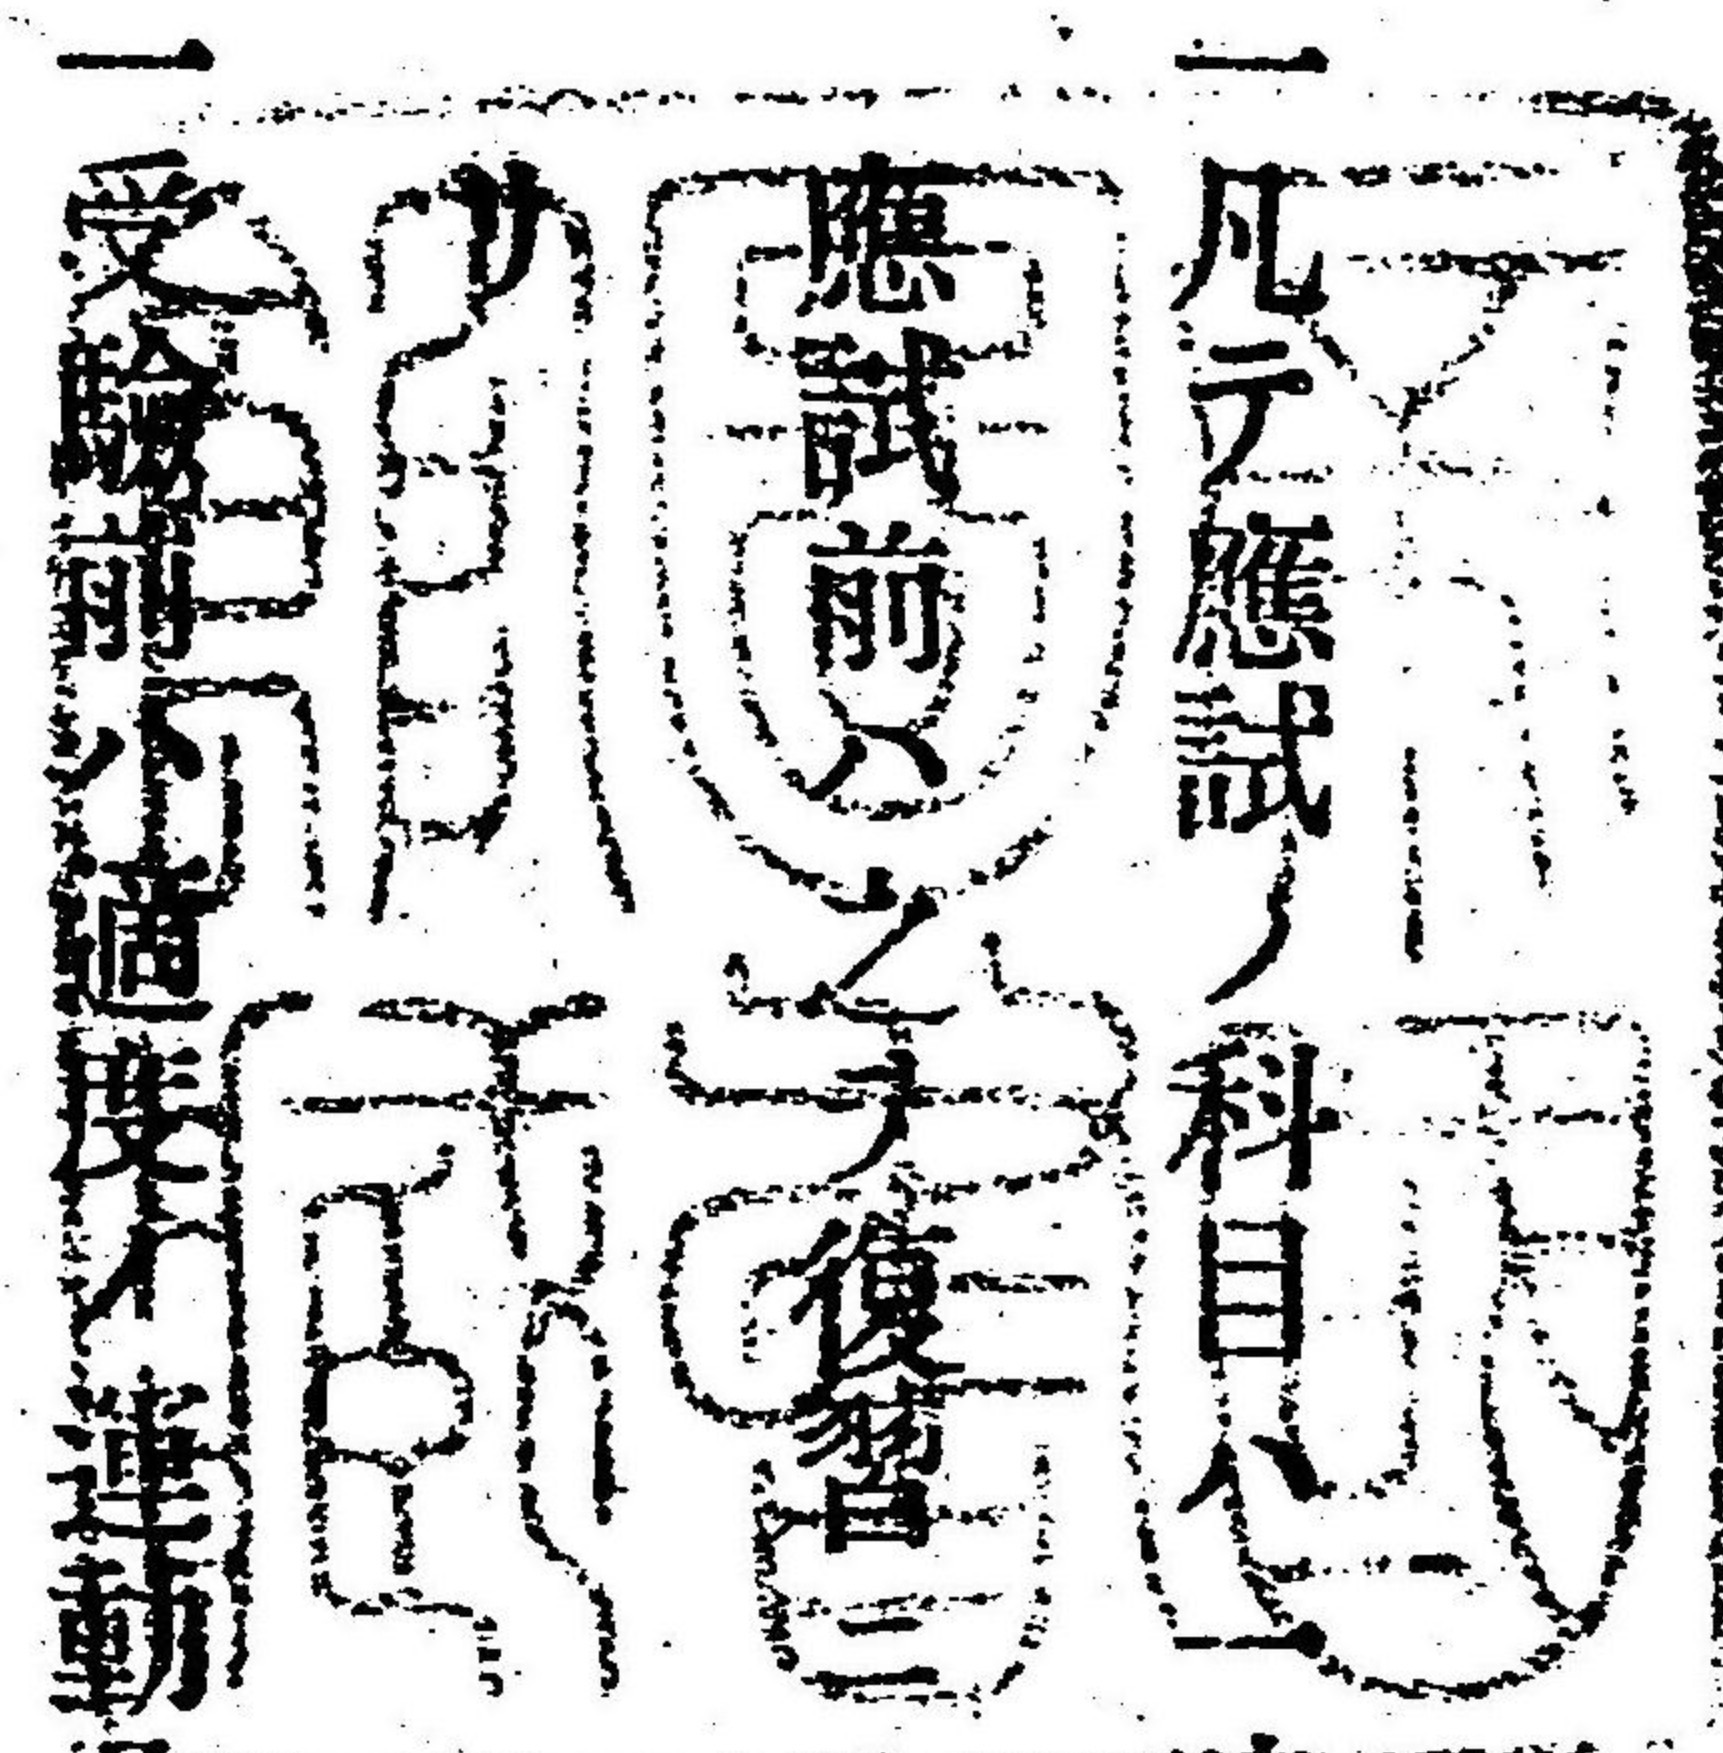 一凡テ應試ノ科目ハ一
應試前ハ之ヲ復習ニ
サ
一受驗前ハ適度ノ運動